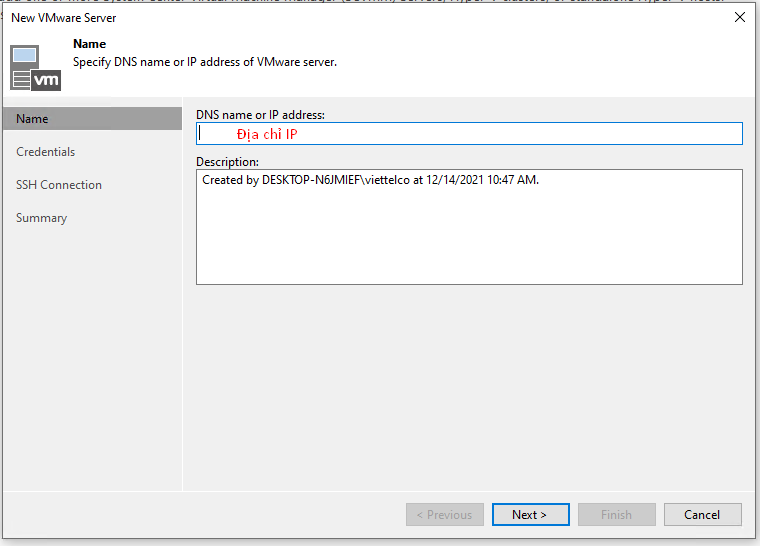 New VMware Server
Name
Specify DNS name or IP address of VMware server.
vm
Name
Credentials
SSH Connection
Summary
DNS name or IP address:
Địa chỉ IP
Description:
Created by DESKTOP-N6JMIEF\viettelco at 12/14/2021 10:47 AM.
< Previous
Next >
Finish
Cancel